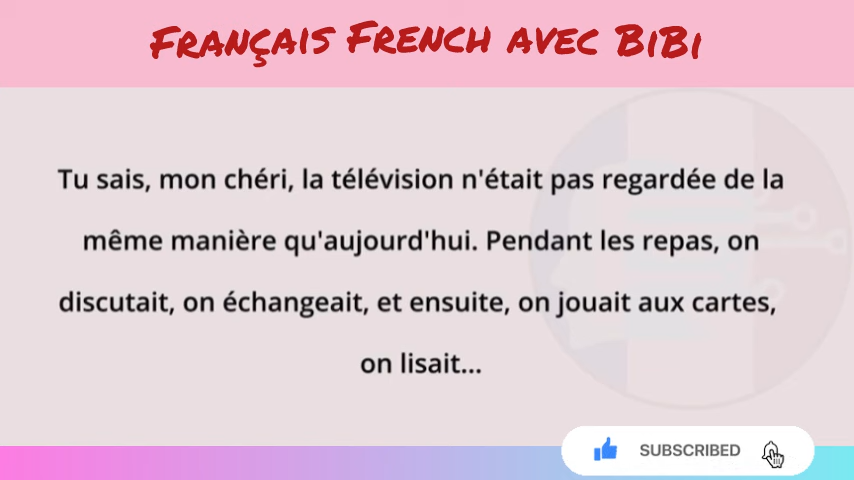 Français French avec BiBi
Tu sais, mon chéri, la télévision n'était pas regardée de la
même manière qu'aujourd'hui. Pendant les repas, on
discutait, on échangeait, et ensuite, on jouait aux cartes,
on lisait...
SUBSCRIBED